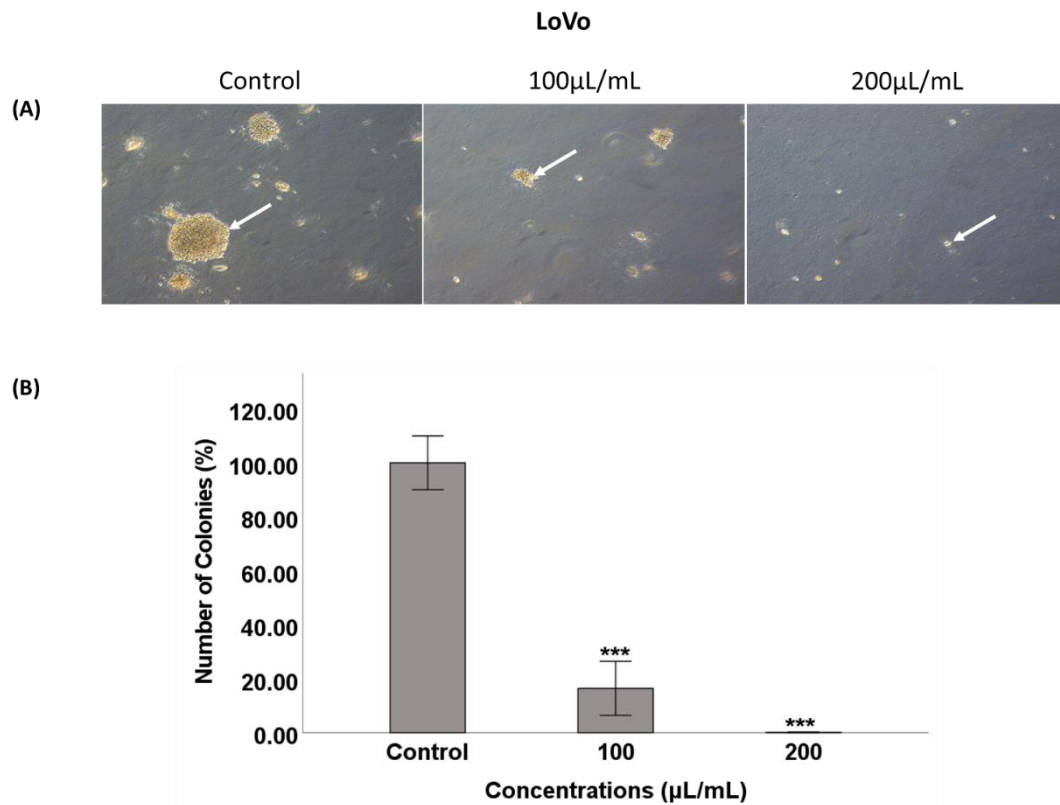 LoVo
Control 100µL/mL 200µL/mL
(A)
(B)
Number of Colonies (%)
120.00
100.00
80.00
60.00
40.00
20.00
0.00
***
***
Control 100 200
Concentrations (µL/mL)